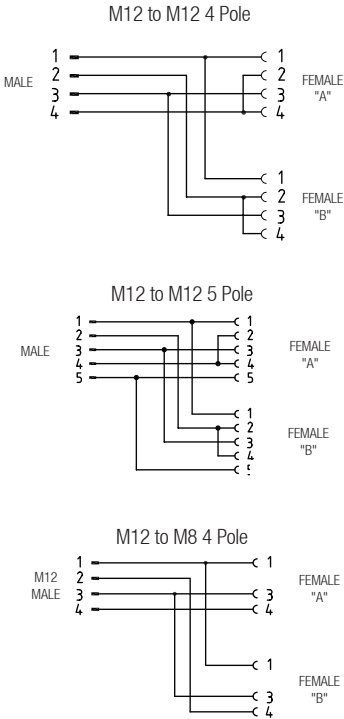 M12 to M12 4 Pole
1 1
2 2
MALE 3 3 FEMALE "A"
4 4
1
2 FEMALE
3 "B"
4
M12 to M12 5 Pole
1 1
2 2
MALE 3 3 FEMALE
4 4 "A"
5 5
1
2 FEMALE
3 "B"
4
M12 to M8 4 Pole
1 1
M12 2 FEMALE
MALE 3 3 "A"
4 4
1
FEMALE
3 "B"
4